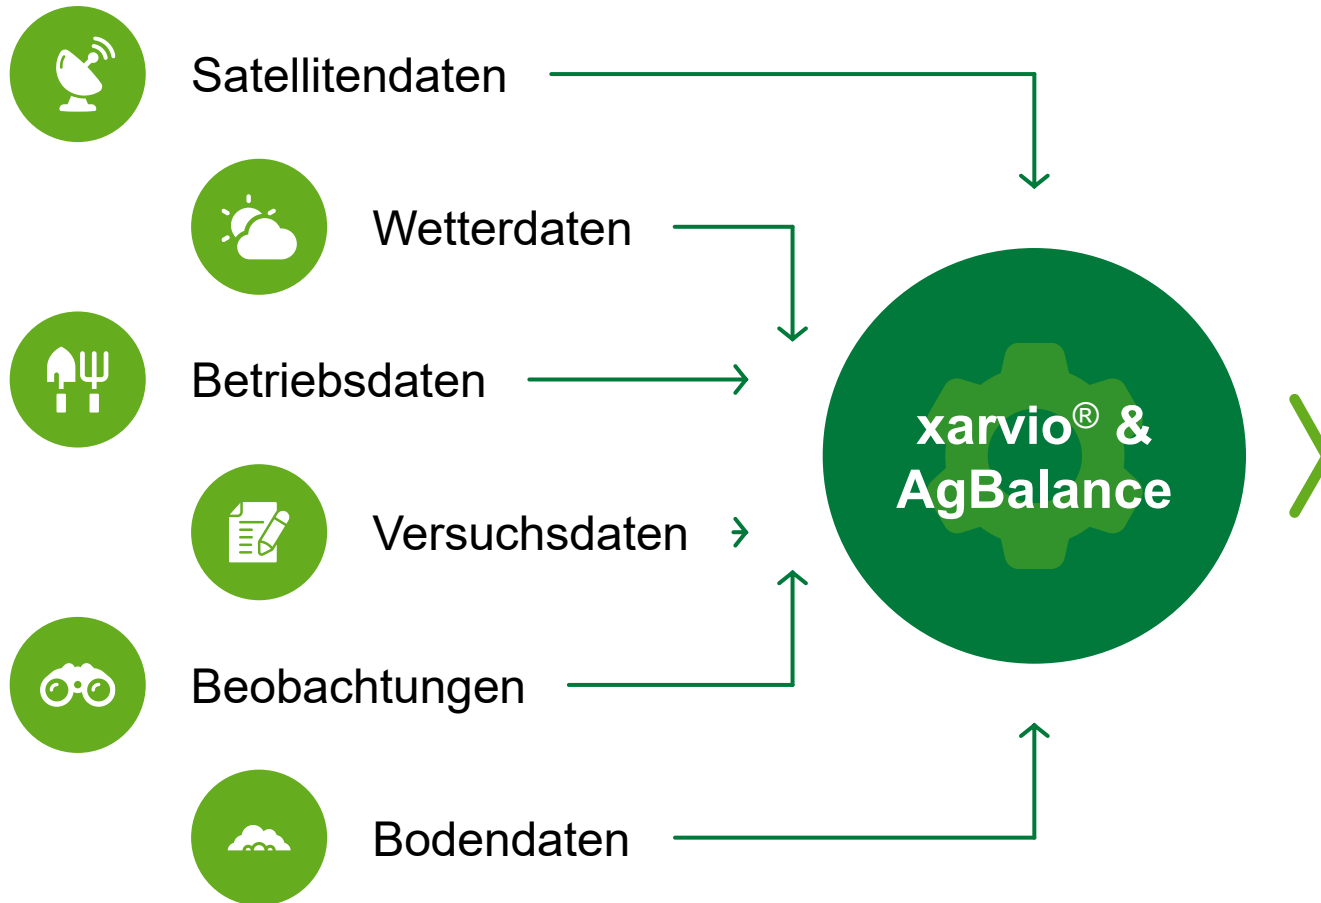 Satellitendaten
Wetterdaten
Betriebsdaten
xarvio® &
AgBalance
Versuchsdaten
Beobachtungen
Bodendaten